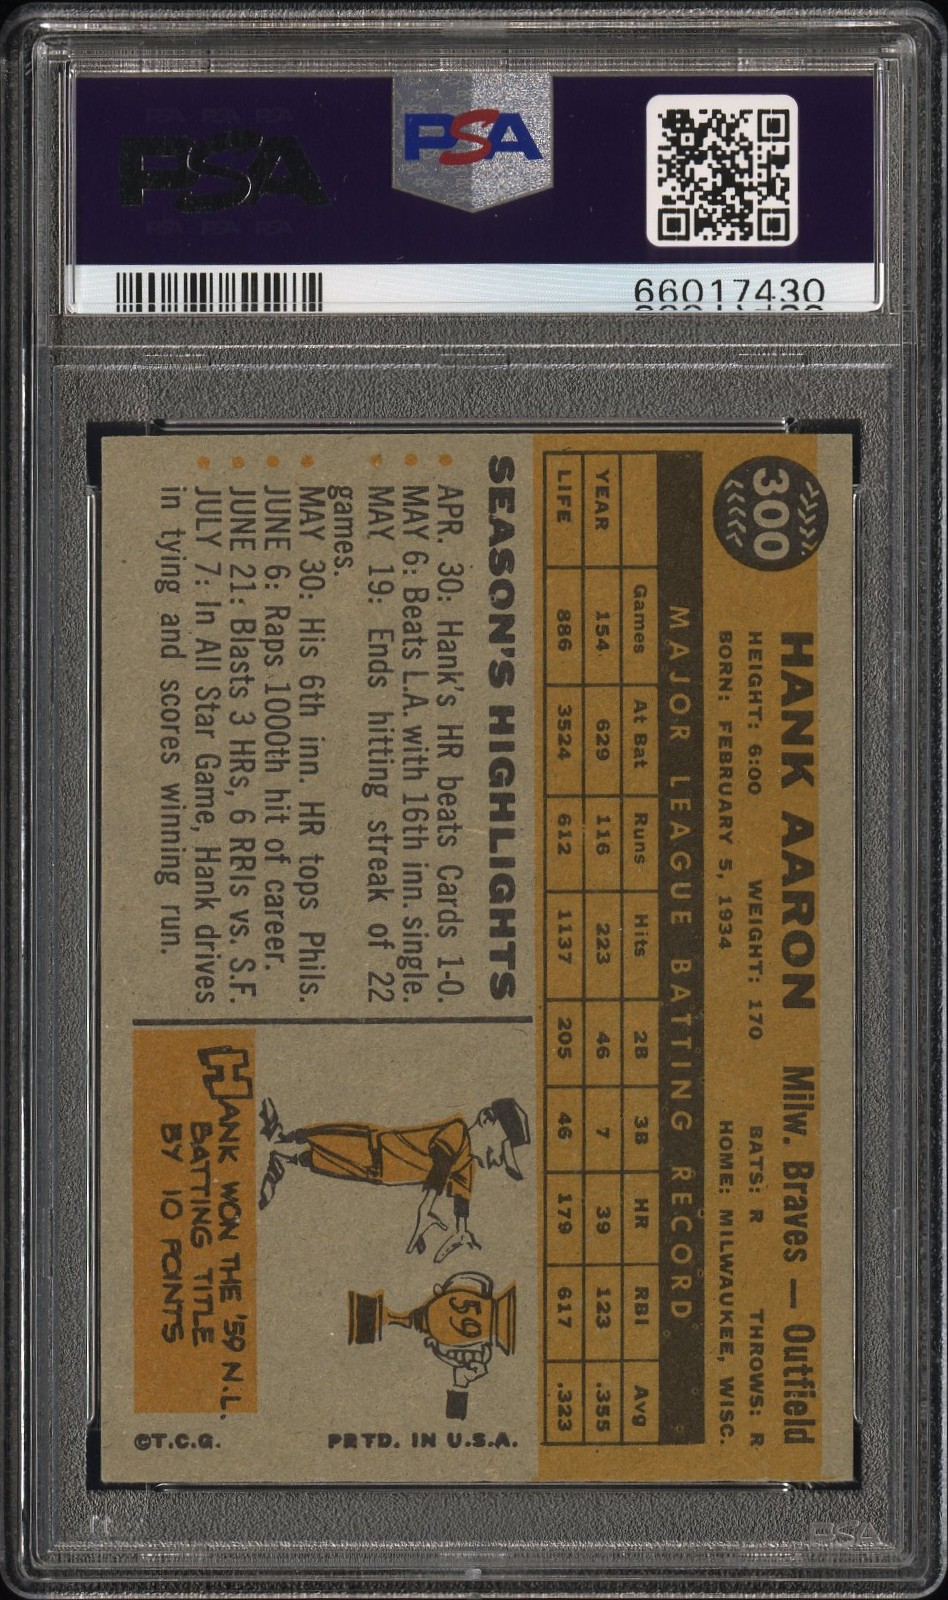 PSA
PSA
66017430
300
HANK AARON Milw. Braves — Outfield
HEIGHT: 6:00 WEIGHT: 170 BATS: R THROWS: R
BORN: FEBRUARY 5, 1934 HOME: MILWAUKEE, WISC.
MAJOR LEAGUE BATTING RECORD
Games At Bat Runs Hits 2B 3B HR RBI Avg
YEAR 154 629 116 223 46 7 39 123 .355
LIFE 886 3524 612 1137 205 46 179 617 .323
SEASON'S HIGHLIGHTS
APR. 30: Hank's HR beats Cards 1-0.
MAY 6: Beats L.A. with 16th inn. single.
MAY 19: Ends hitting streak of 22
games.
MAY 30: His 6th inn. HR tops Phils.
JUNE 6: Raps 1000th hit of career.
JUNE 21: Blasts 3 HRs, 6 RBIs vs. S.F.
JULY 7: In All Star Game, Hank drives
in tying and scores winning run.
59
HANK WON THE '59 N.L.
BATTING TITLE
BY 10 POINTS
PRTD. IN U.S.A.
©T.C.G.
PSA